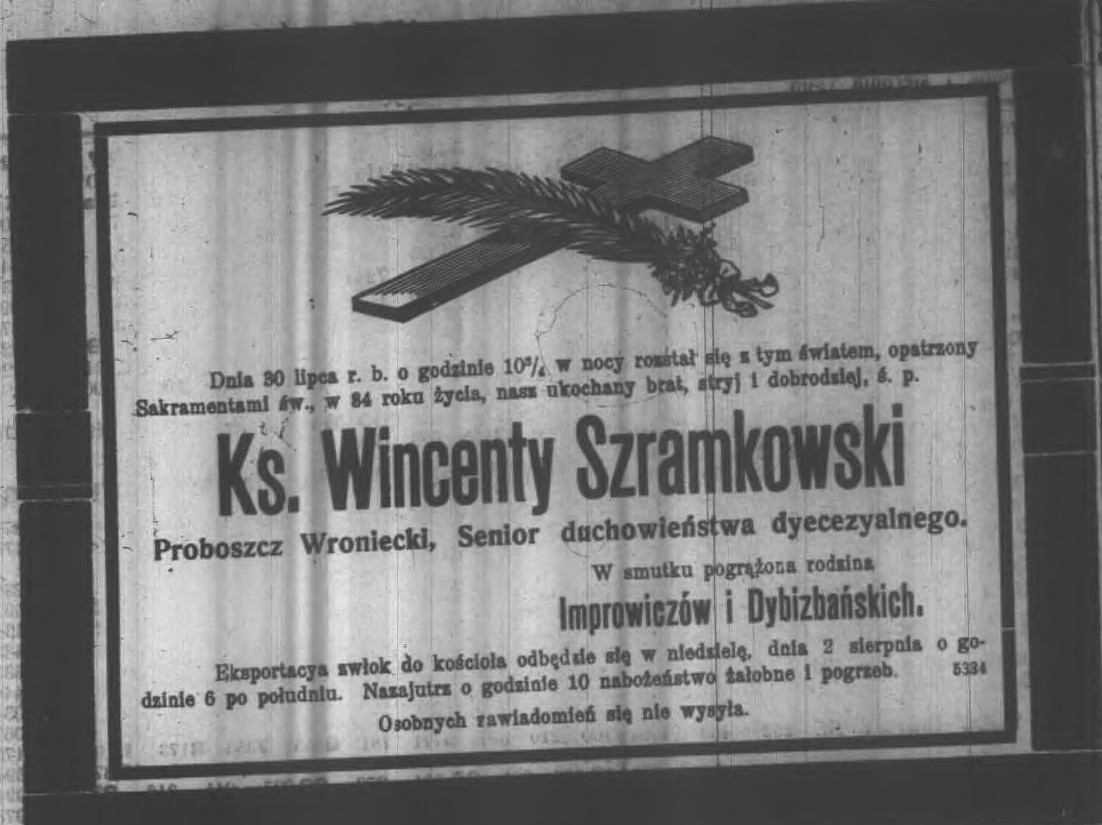 Dnia 30 lipca r. b. o godzinie 10¾ w nocy rozstał się z tym światem, opatrzony
Sakramentami św., w 84 roku życia, nasz ukochany brat, stryj i dobrodziej, ś. p.
Ks. Wincenty Szramkowski
Proboszcz Wroniecki, Senior duchowieństwa dyecezyalnego.
W smutku pogrążona rodzina
Improwiczów i Dybizbańskich.
Eksportacya zwłok do kościoła odbędzie się w niedzielę, dnia 2 sierpnia o go-
dzinie 6 po południu. Nazajutrz o godzinie 10 nabożeństwo żałobne i pogrzeb. 5334
Osobnych zawiadomień się nie wysyła.